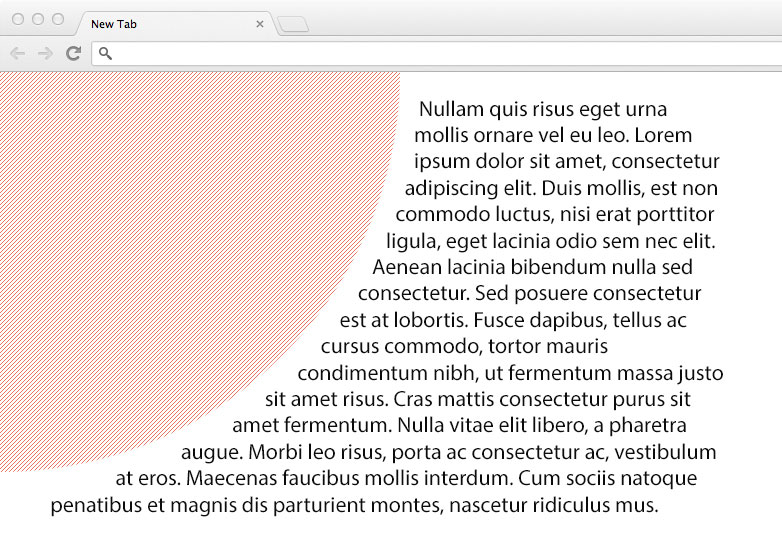 New Tab
Nullam quis risus eget urna
mollis ornare vel eu leo. Lorem
ipsum dolor sit amet, consectetur
adipiscing elit. Duis mollis, est non
commodo luctus, nisi erat porttitor
ligula, eget lacinia odio sem nec elit.
Aenean lacinia bibendum nulla sed
consectetur. Sed posuere consectetur
est at lobortis. Fusce dapibus, tellus ac
cursus commodo, tortor mauris
condimentum nibh, ut fermentum massa justo
sit amet risus. Cras mattis consectetur purus sit
amet fermentum. Nulla vitae elit libero, a pharetra
augue. Morbi leo risus, porta ac consectetur ac, vestibulum
at eros. Maecenas faucibus mollis interdum. Cum sociis natoque
penatibus et magnis dis parturient montes, nascetur ridiculus mus.